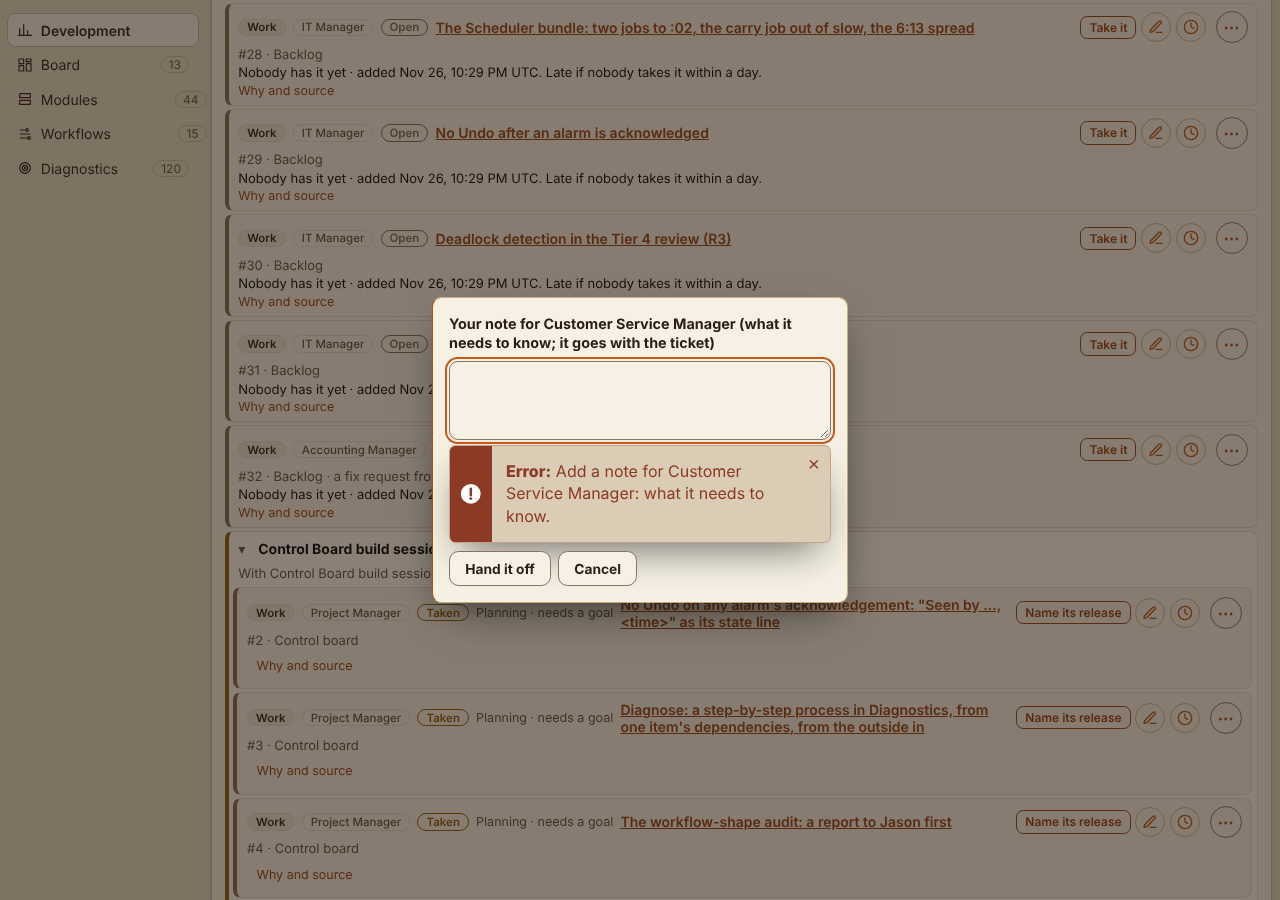 Development
Board 13
Modules 44
Workflows 15
Diagnostics 120
Work IT Manager Open The Scheduler bundle: two jobs to :02, the carry job out of slow, the 6:13 spread Take it
#28 · Backlog
Nobody has it yet · added Nov 26, 10:29 PM UTC. Late if nobody takes it within a day.
Why and source
Work IT Manager Open No Undo after an alarm is acknowledged Take it
#29 · Backlog
Nobody has it yet · added Nov 26, 10:29 PM UTC. Late if nobody takes it within a day.
Why and source
Work IT Manager Open Deadlock detection in the Tier 4 review (R3) Take it
#30 · Backlog
Nobody has it yet · added Nov 26, 10:29 PM UTC. Late if nobody takes it within a day.
Why and source
Work IT Manager Open Take it
#31 · Backlog
Nobody has it yet · added Nov 2
Why and source
Work Accounting Manager Take it
#32 · Backlog · a fix request fro
Nobody has it yet · added Nov 2
Why and source
Your note for Customer Service Manager (what it
needs to know; it goes with the ticket)
Error: Add a note for Customer
Service Manager: what it needs to
know.
Hand it off Cancel
▼ Control Board build sessio
With Control Board build sessio
Work Project Manager Taken Planning · needs a goal No Undo on any alarm's acknowledgement: "Seen by ...,
<time>" as its state line Name its release
#2 · Control board
Why and source
Work Project Manager Taken Planning · needs a goal Diagnose: a step-by-step process in Diagnostics, from
one item's dependencies, from the outside in Name its release
#3 · Control board
Why and source
Work Project Manager Taken Planning · needs a goal The workflow-shape audit: a report to Jason first Name its release
#4 · Control board
Why and source